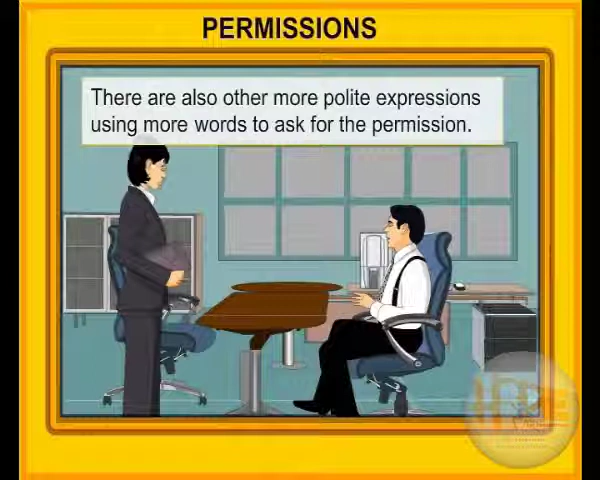 PERMISSIONS
There are also other more polite expressions
using more words to ask for the permission.